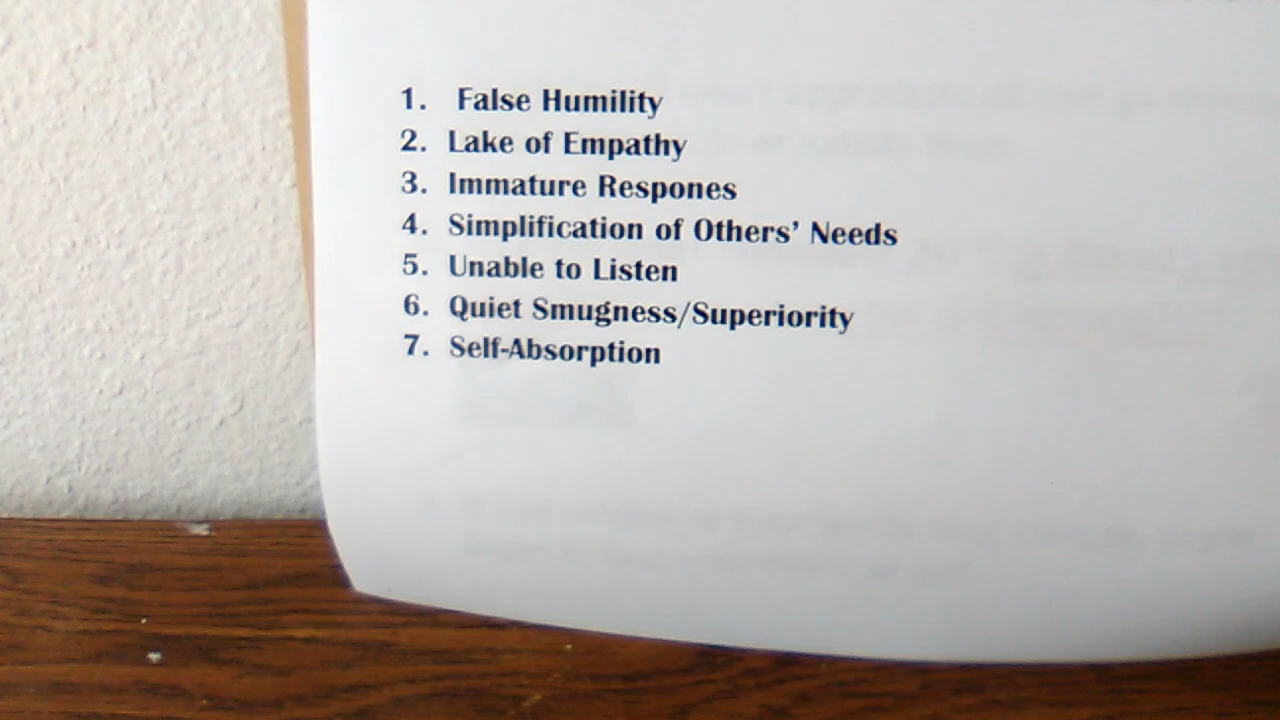 1. False Humility
2. Lake of Empathy
3. Immature Respones
4. Simplification of Others' Needs
5. Unable to Listen
6. Quiet Smugness/Superiority
7. Self-Absorption